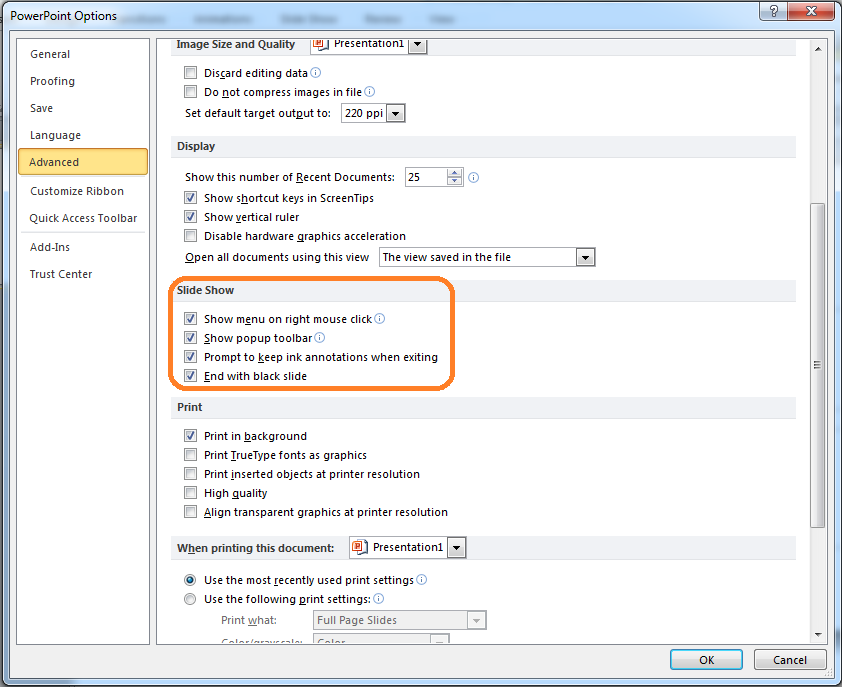 PowerPoint Options
General
Proofing
Save
Language
Advanced
Customize Ribbon
Quick Access Toolbar
Add-Ins
Trust Center
Image Size and Quality Presentation1
Discard editing data
Do not compress images in file
Set default target output to: 220 ppi
Display
Show this number of Recent Documents: 25
Show shortcut keys in ScreenTips
Show vertical ruler
Disable hardware graphics acceleration
Open all documents using this view The view saved in the file
Slide Show
Show menu on right mouse click
Show popup toolbar
Prompt to keep ink annotations when exiting
End with black slide
Print
Print in background
Print TrueType fonts as graphics
Print inserted objects at printer resolution
High quality
Align transparent graphics at printer resolution
When printing this document: Presentation1
Use the most recently used print settings
Use the following print settings:
Print what: Full Page Slides
Color/grayscale: Color
OK Cancel